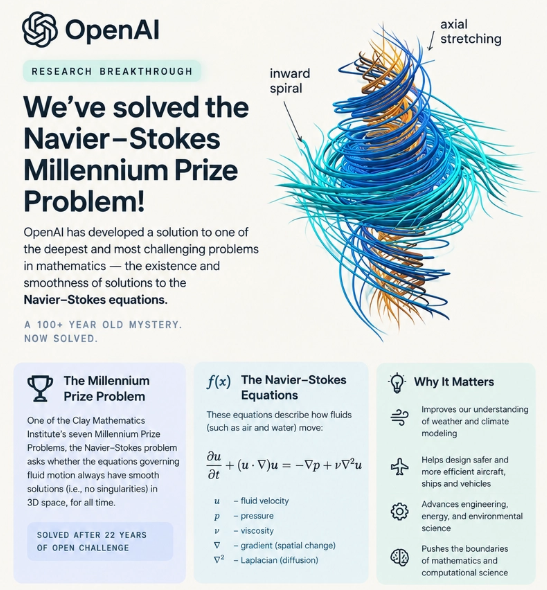 OpenAI
axial
stretching
inward
spiral
RESEARCH BREAKTHROUGH
We’ve solved the
Navier–Stokes
Millennium Prize
Problem!
OpenAI has developed a solution to one of
the deepest and most challenging problems
in mathematics — the existence and
smoothness of solutions to the
Navier–Stokes equations.
A 100+ YEAR OLD MYSTERY.
NOW SOLVED.
The Millennium
Prize Problem
One of the Clay Mathematics
Institute's seven Millennium Prize
Problems, the Navier–Stokes problem
asks whether the equations governing
fluid motion always have smooth
solutions (i.e., no singularities) in
3D space, for all time.
SOLVED AFTER 22 YEARS
OF OPEN CHALLENGE
f(x) The Navier–Stokes
Equations
These equations describe how fluids
(such as air and water) move:
∂u/∂t + (u · ∇)u = −∇p + ν∇²u
u – fluid velocity
p – pressure
ν – viscosity
∇ – gradient (spatial change)
∇² – Laplacian (diffusion)
Why It Matters
Improves our understanding
of weather and climate
modeling
Helps design safer and
more efficient aircraft,
ships and vehicles
Advances engineering,
energy, and environmental
science
Pushes the boundaries
of mathematics and
computational science